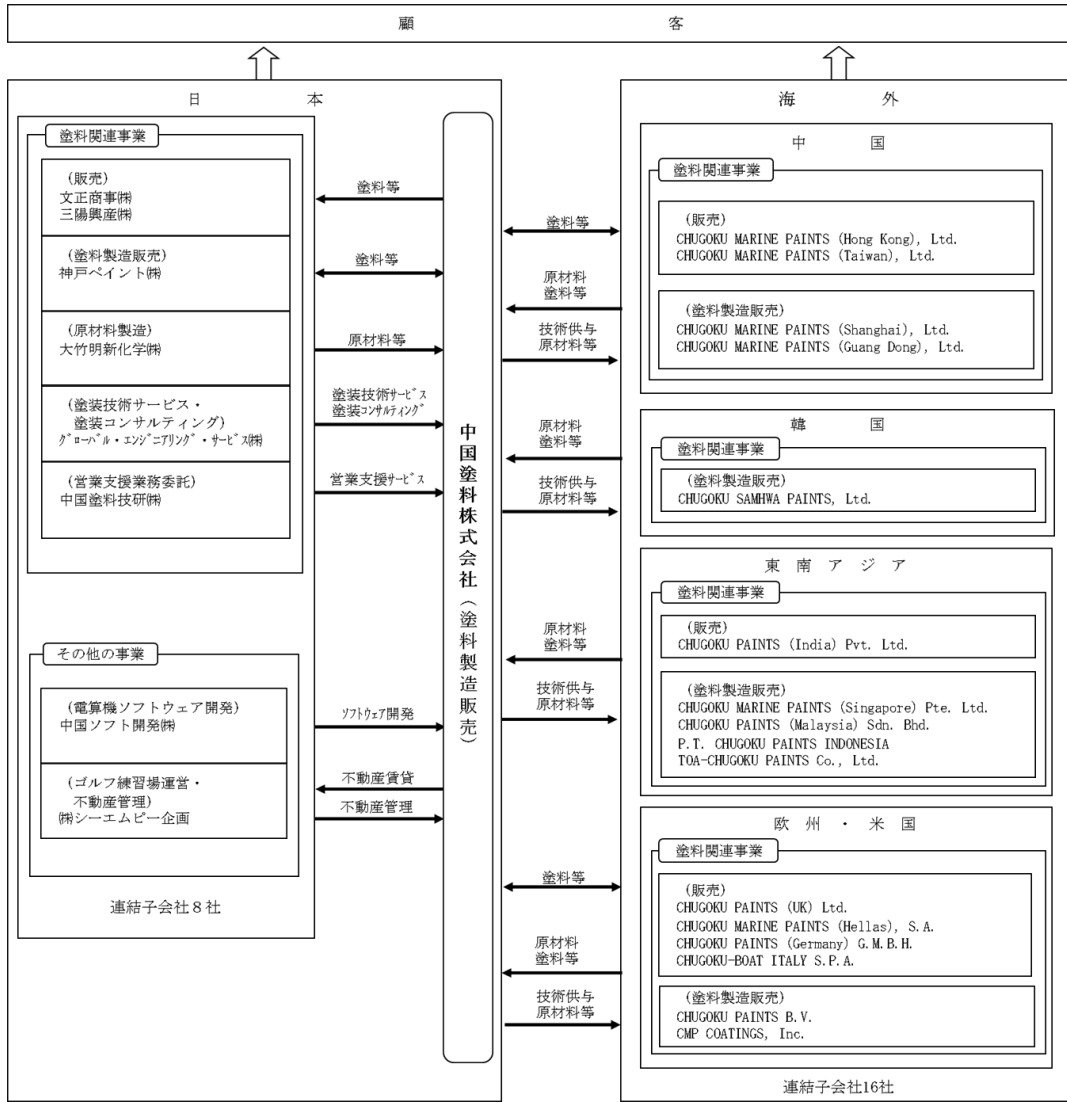 顧客
日本
塗料関連事業
(販売)
文正商事㈱
三陽興産㈱
(塗料製造販売)
神戸ペイント㈱
(原材料製造)
大竹明新化学㈱
(塗装技術サービス・
塗装コンサルティング)
ｸﾞﾛｰﾊﾞﾙ・ｴﾝｼﾞﾆｱﾘﾝｸﾞ・ｻｰﾋﾞｽ㈱
(営業支援業務委託)
中国塗料技研㈱
その他の事業
(電算機ソフトウェア開発)
中国ソフト開発㈱
(ゴルフ練習場運営・
不動産管理)
㈱シーエムピー企画
連結子会社８社
塗料等
塗料等
原材料等
塗装技術ｻｰﾋﾞｽ
塗装ｺﾝｻﾙﾃｨﾝｸﾞ
営業支援ｻｰﾋﾞｽ
ｿﾌﾄｳｪｱ開発
不動産賃貸
不動産管理
中国塗料株式会社(塗料製造販売)
塗料等
原材料
塗料等
技術供与
原材料等
原材料
塗料等
技術供与
原材料等
原材料
塗料等
技術供与
原材料等
塗料等
原材料
塗料等
技術供与
原材料等
海外
中国
塗料関連事業
(販売)
CHUGOKU MARINE PAINTS (Hong Kong), Ltd.
CHUGOKU MARINE PAINTS (Taiwan), Ltd.
(塗料製造販売)
CHUGOKU MARINE PAINTS (Shanghai), Ltd.
CHUGOKU MARINE PAINTS (Guang Dong), Ltd.
韓国
塗料関連事業
(塗料製造販売)
CHUGOKU SAMHWA PAINTS, Ltd.
東南アジア
塗料関連事業
(販売)
CHUGOKU PAINTS (India) Pvt. Ltd.
(塗料製造販売)
CHUGOKU MARINE PAINTS (Singapore) Pte. Ltd.
CHUGOKU PAINTS (Malaysia) Sdn. Bhd.
P.T. CHUGOKU PAINTS INDONESIA
TOA-CHUGOKU PAINTS Co., Ltd.
欧州・米国
塗料関連事業
(販売)
CHUGOKU PAINTS (UK) Ltd.
CHUGOKU MARINE PAINTS (Hellas), S.A.
CHUGOKU PAINTS (Germany) G.M.B.H.
CHUGOKU-BOAT ITALY S.P.A.
(塗料製造販売)
CHUGOKU PAINTS B.V.
CMP COATINGS, Inc.
連結子会社16社